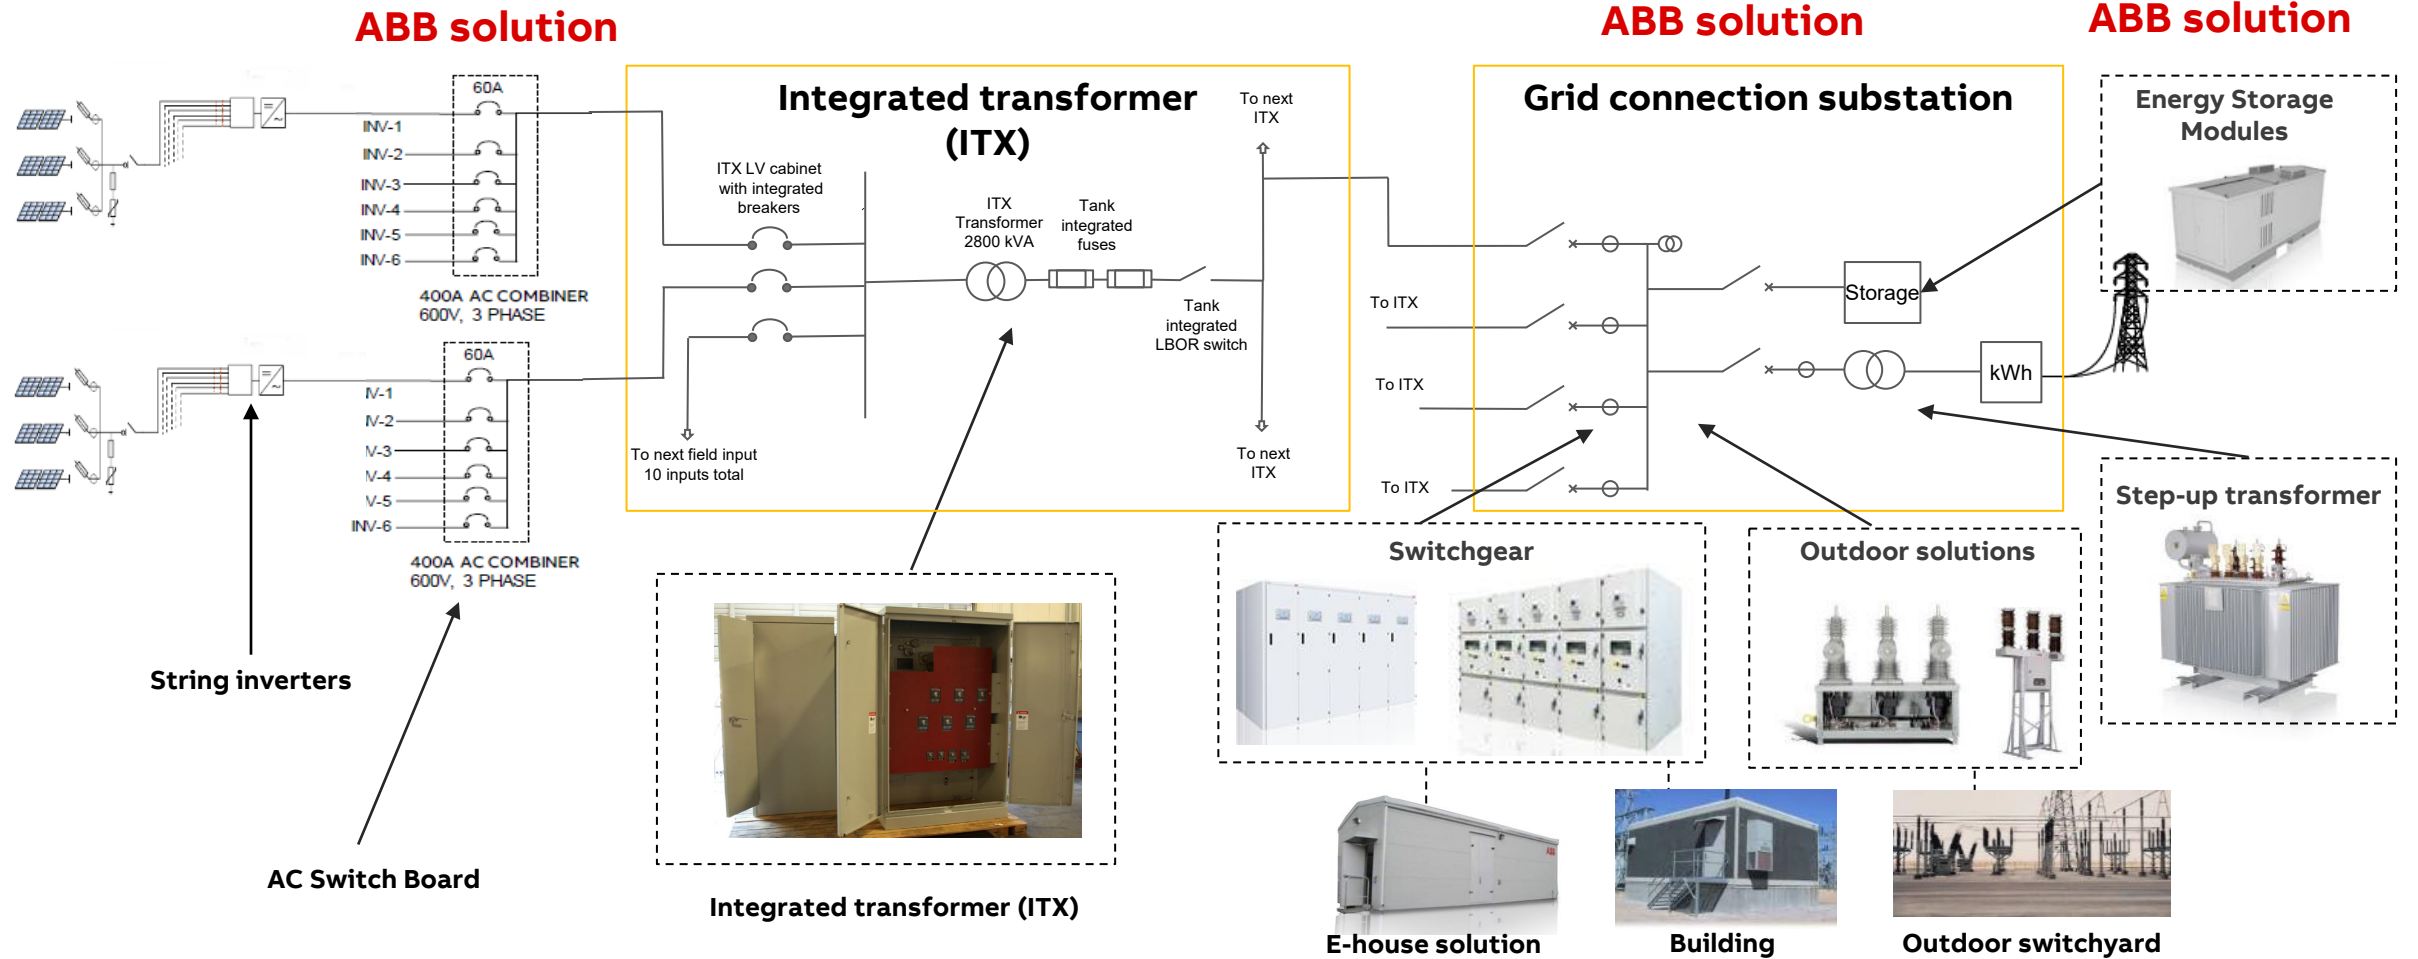 ABB solution
ABB solution
ABB solution
60A
INV-1
INV-2
INV-3
INV-4
INV-5
INV-6
400A AC COMBINER
600V, 3 PHASE
60A
IV-1
IV-2
V-3
V-4
V-5
INV-6
400A AC COMBINER
600V, 3 PHASE
String inverters
AC Switch Board
Integrated transformer
(ITX)
ITX LV cabinet
with integrated
breakers
ITX
Transformer
2800 kVA
Tank
integrated
fuses
Tank
integrated
LBOR switch
To next
ITX
To next
ITX
To next field input
10 inputs total
Integrated transformer (ITX)
Grid connection substation
To ITX
To ITX
To ITX
Storage
kWh
Energy Storage
Modules
Step-up transformer
Switchgear
Outdoor solutions
ABB
E-house solution
Building
Outdoor switchyard